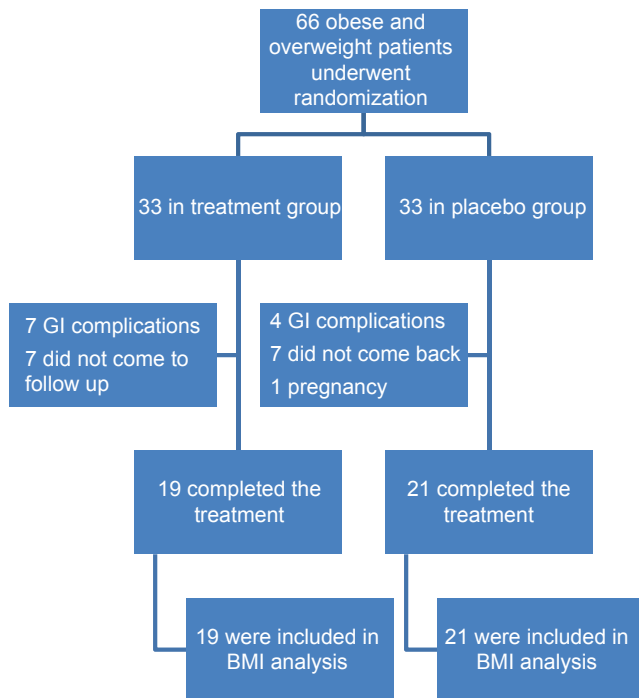 66 obese and
overweight patients
underwent
randomization
33 in treatment group
33 in placebo group
7 GI complications
7 did not come to
follow up
4 GI complications
7 did not come back
1 pregnancy
19 completed the
treatment
21 completed the
treatment
19 were included in
BMI analysis
21 were included in
BMI analysis